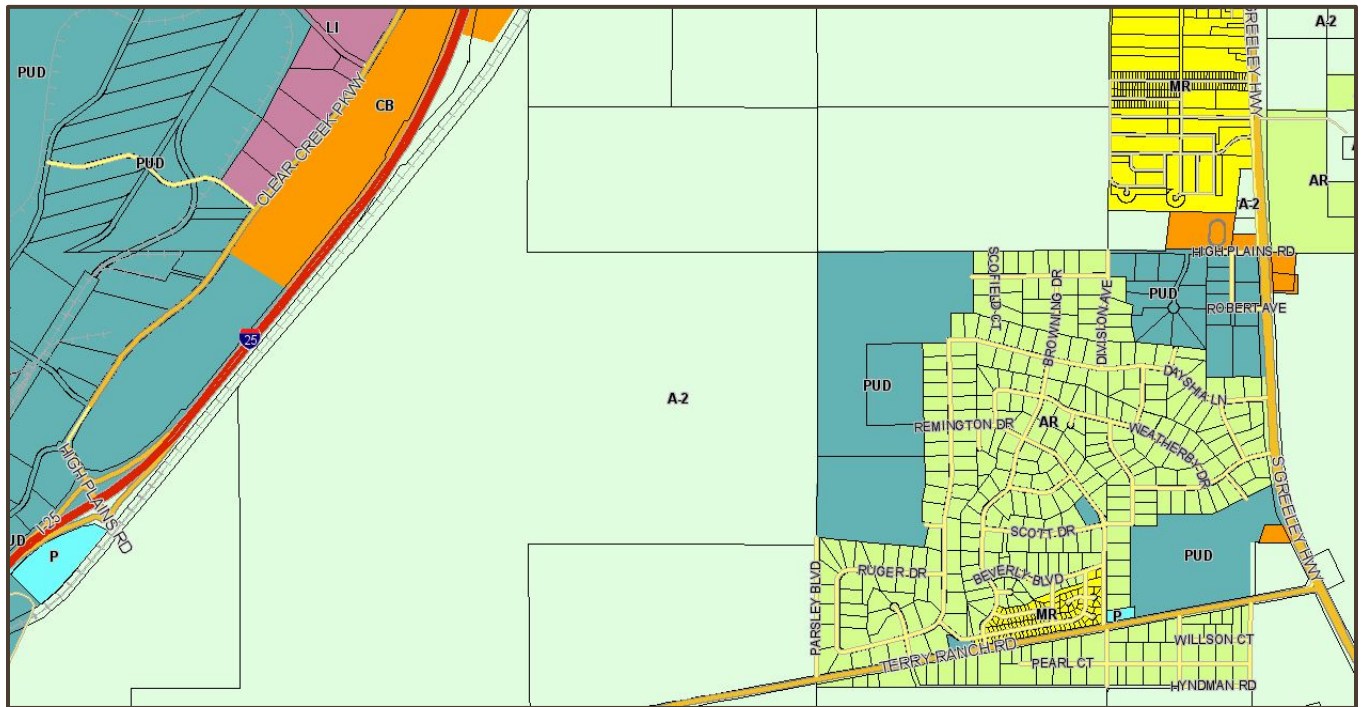 LI
PUD
CB
CLEAR CREEK PKWY
PUD
25
HIGH PLAINS RD
I-25
P
A-2
GREELEY HWY
A-2
MR
AR
A-2
HIGH PLAINS RD
SCOFIELD CT
BROWNING DR
DIVISION AVE
PUD
ROBERT AVE
PUD
DAYSHIA LN
REMINGTON DR
AR
WEATHERBY DR
S GREELEY HWY
SCOTT DR
PUD
PARSLEY BLVD
RUGER DR
BEVERLY BLVD
MR
P
TERRY RANCH RD
WILLSON CT
PEARL CT
HYNDMAN RD